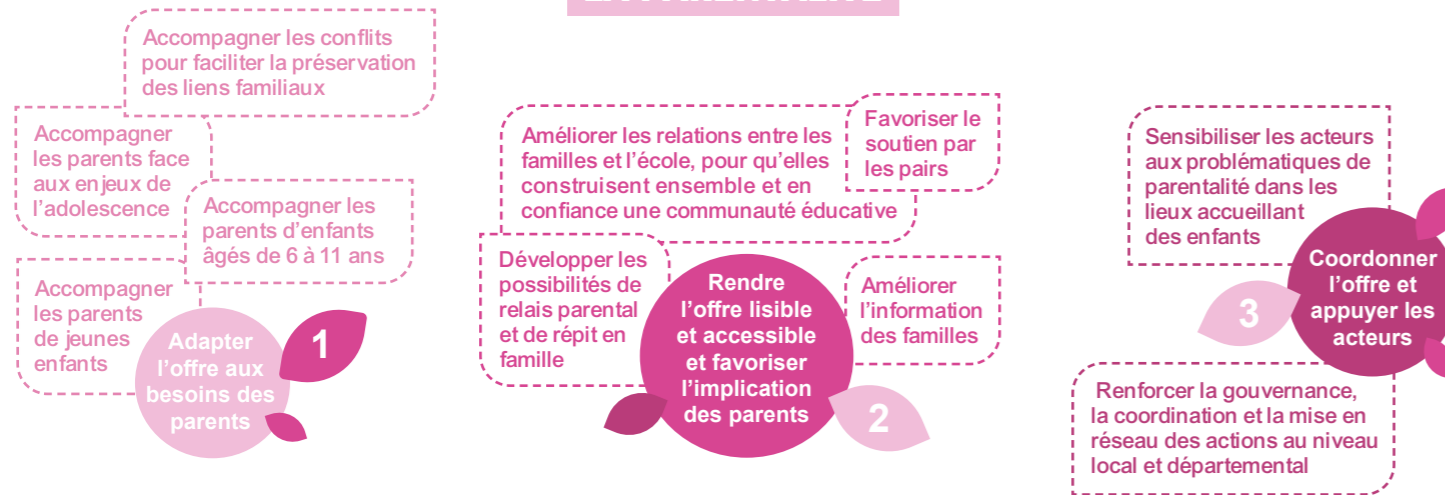 Accompagner les conflits
pour faciliter la préservation
des liens familiaux
Accompagner
les parents face
aux enjeux de
l’adolescence
Accompagner les
parents d’enfants
âgés de 6 à 11 ans
Accompagner
les parents
de jeunes
enfants
Adapter
l’offre aux
besoins des
parents
1
Améliorer les relations entre les
familles et l’école, pour qu’elles
construisent ensemble et en
confiance une communauté éducative
Favoriser le
soutien par
les pairs
Développer les
possibilités de
relais parental
et de répit en
famille
Rendre
l’offre lisible
et accessible
et favoriser
l’implication
des parents
Améliorer
l’information
des familles
2
Sensibiliser les acteurs
aux problématiques de
parentalité dans les
lieux accueillant
des enfants
Coordonner
l’offre et
appuyer les
acteurs
3
Renforcer la gouvernance,
la coordination et la mise en
réseau des actions au niveau
local et départemental